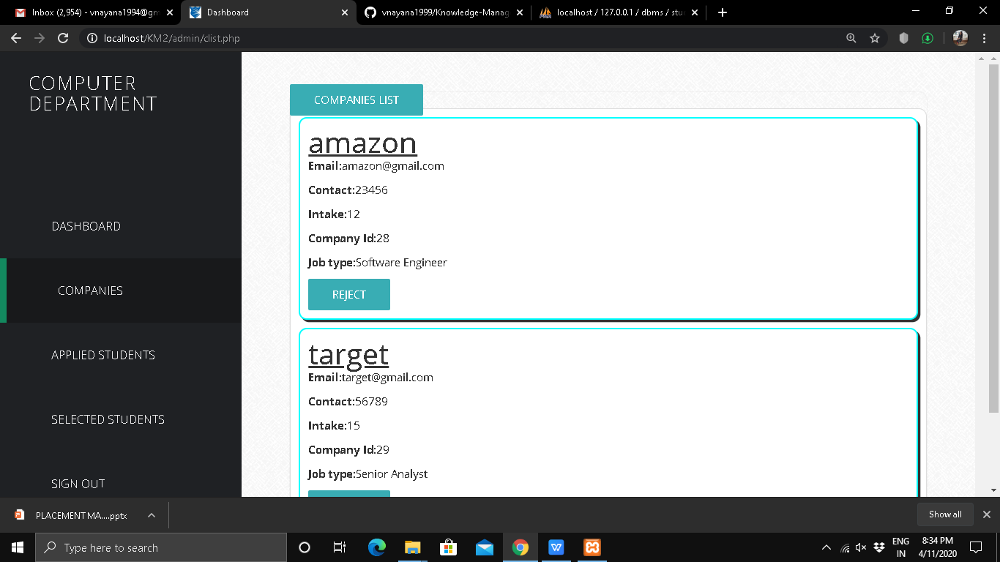 Inbox (2,954) - vnayana1994@gm
Dashboard
vnayana1999/Knowledge-Manag
localhost / 127.0.0.1 / dbms / stu
localhost/KM2/admin/clist.php
COMPUTER
DEPARTMENT
DASHBOARD
COMPANIES
APPLIED STUDENTS
SELECTED STUDENTS
SIGN OUT
COMPANIES LIST
amazon
Email:amazon@gmail.com
Contact:23456
Intake:12
Company Id:28
Job type:Software Engineer
REJECT
target
Email:target@gmail.com
Contact:56789
Intake:15
Company Id:29
Job type:Senior Analyst
PLACEMENT MA....pptx
Show all
Type here to search
ENG
IN
8:34 PM
4/11/2020